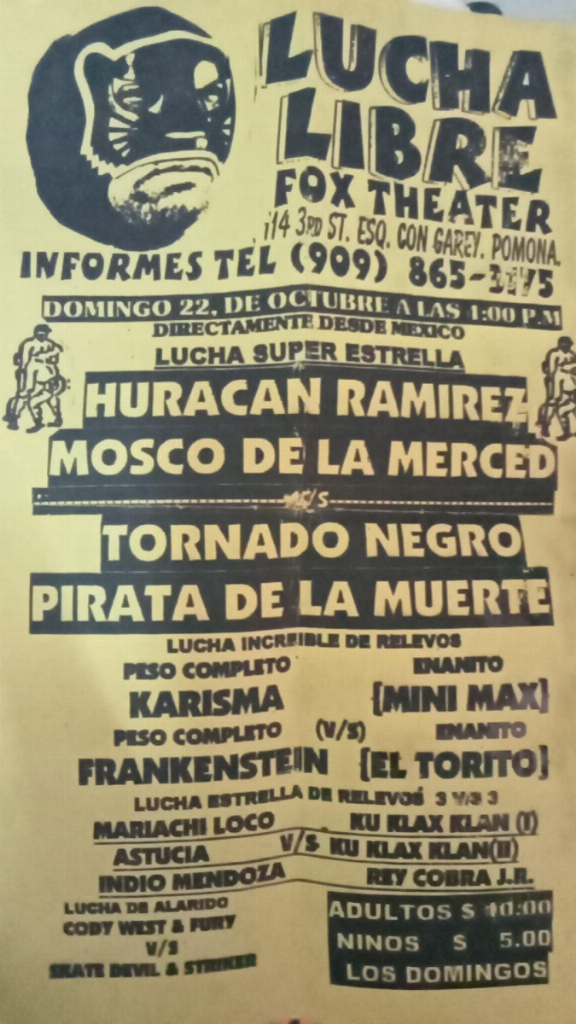 LUCHA
LIBRE
FOX THEATER
114 3RD ST. ESQ. CON GAREY. POMONA.
INFORMES TEL (909) 865-
DOMINGO 22, DE OCTUBRE A LAS 4:00 P.M
DIRECTAMENTE DESDE MEXICO
LUCHA SUPER ESTRELLA
HURACAN RAMIREZ
MOSCO DE LA MERCED
V/S
TORNADO NEGRO
PIRATA DE LA MUERTE
LUCHA INCREIBLE DE RELEVOS
PESO COMPLETO ENANITO
KARISMA [MINI MAX]
PESO COMPLETO (V/S) ENANITO
FRANKENSTEIN [EL TORITO]
LUCHA ESTRELLA DE RELEVOS 3 V/S 3
MARIACHI LOCO KU KLAX KLAN (I)
ASTUCIA V/S KU KLAX KLAN(II)
INDIO MENDOZA REY COBRA J.R.
LUCHA DE ALARIDO
CODY WEST & FURY
V/S
SKATE DEVIL & STRIKER
ADULTOS $ 10:00
NINOS $ 5.00
LOS DOMINGOS